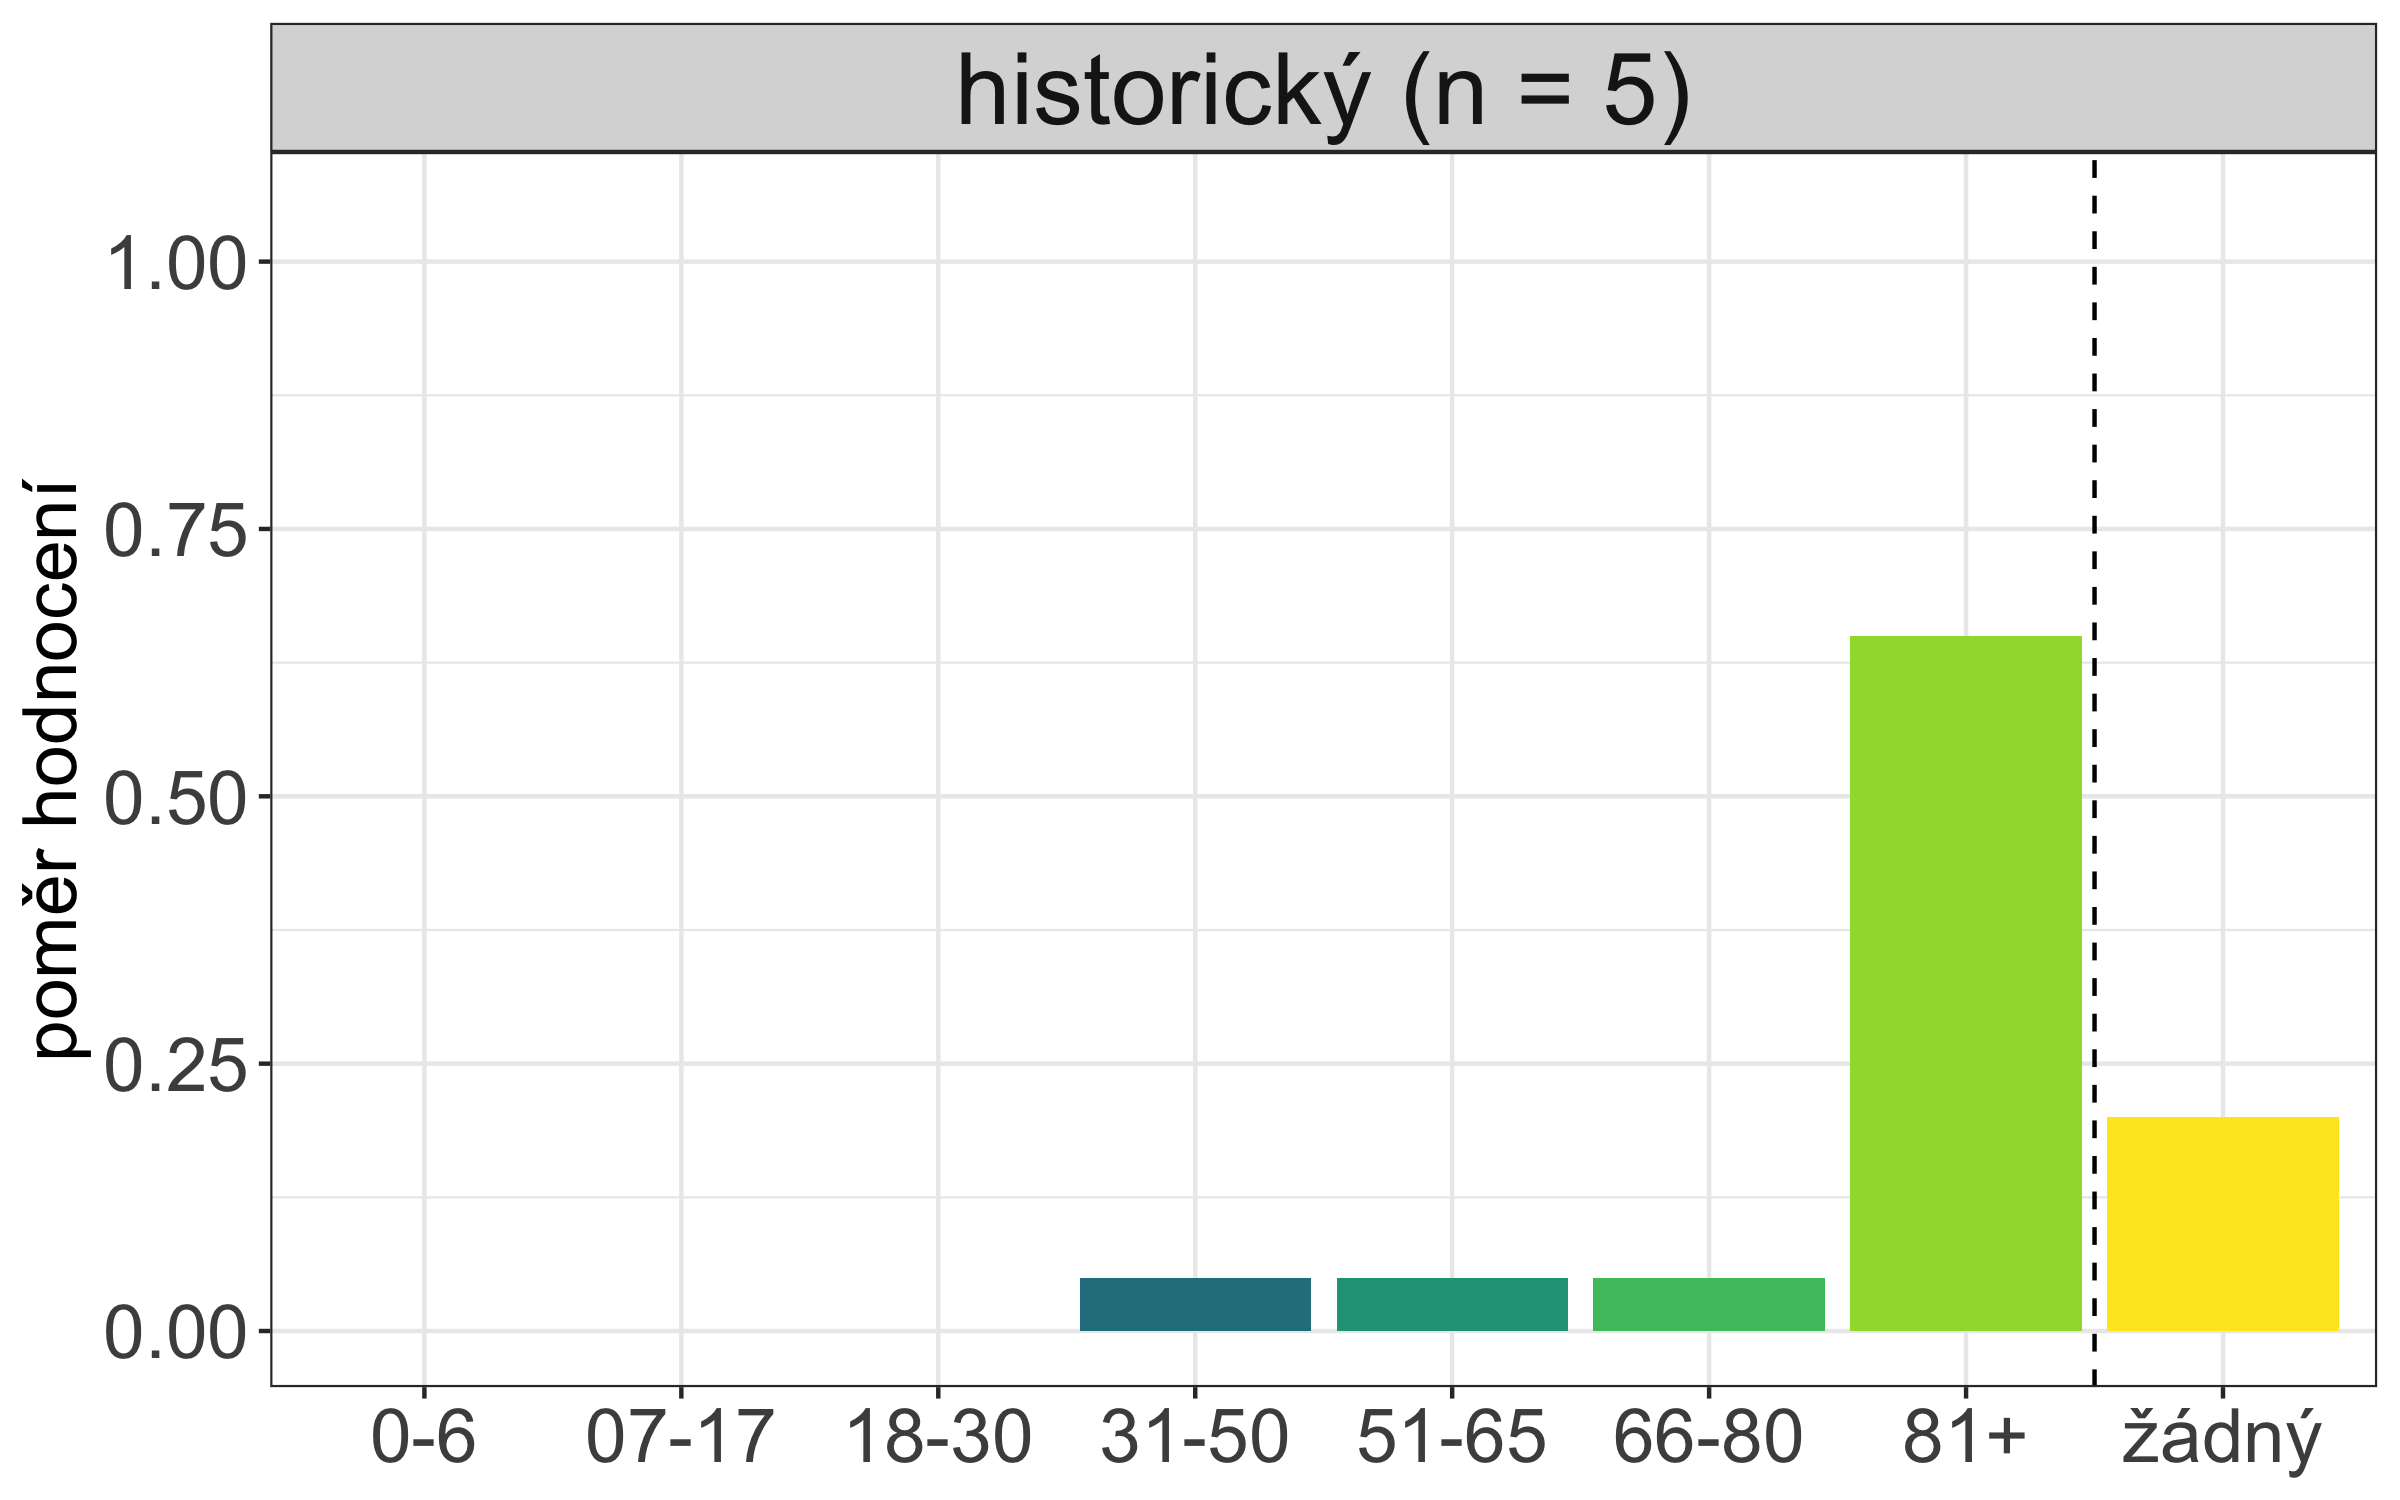 historický (n = 5)
poměr hodnocení
1.00
0.75
0.50
0.25
0.00
0-6 07-17 18-30 31-50 51-65 66-80 81+ žádný